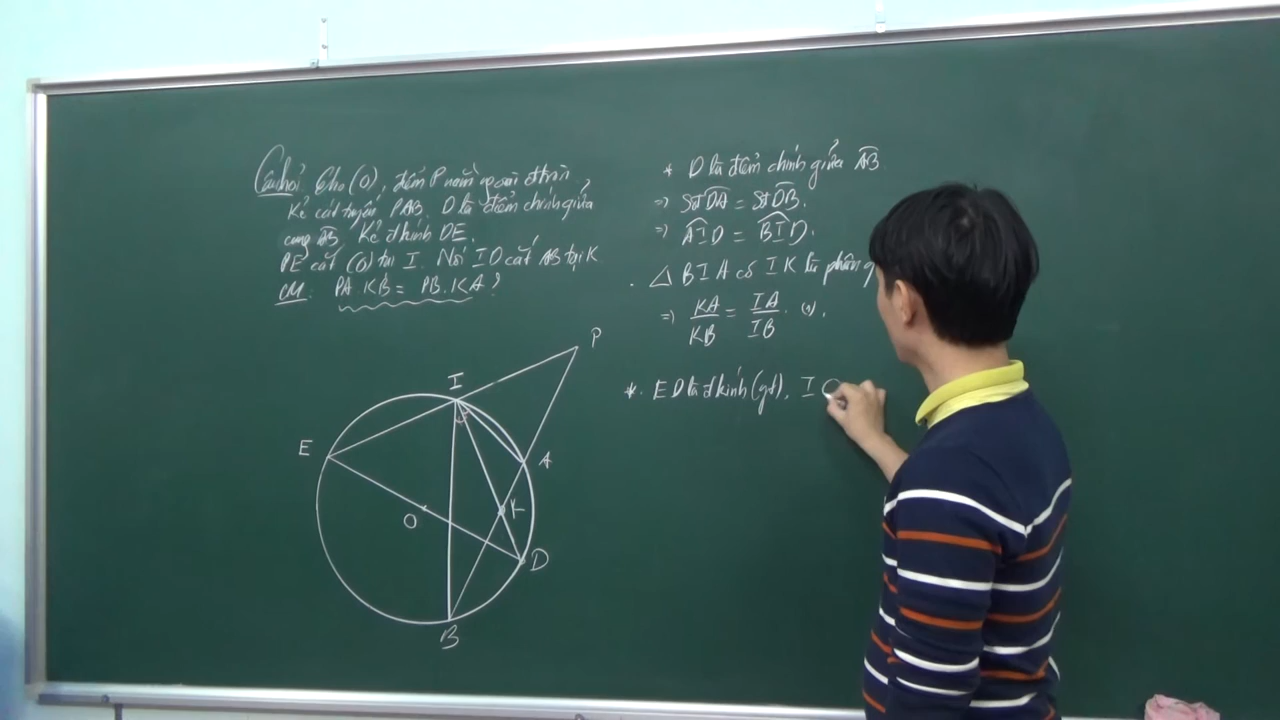 Câu hỏi Cho (O), điểm P nằm ngoài đtròn,
Kẻ cát tuyến PAB. D là điểm chính giữa
cung AB. Kẻ đkính DE.
PE cắt (O) tại I. Nối ID cắt AB tại K
CM: PA.KB = PB.KA?
* D là điểm chính giữa AB.
=> Sđ DA = Sđ DB.
=> AID = BID.
. △ BIA có IK là phân g
=> KA/KB = IA/IB. (1).
*. ED là đkính (gt), I
P
I
E
A
K
O
D
B